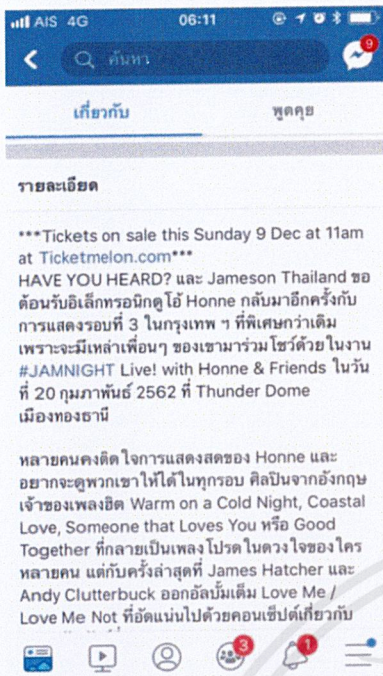 AIS 4G 06:11
9
ค้นหา
เกี่ยวกับ พูดคุย
รายละเอียด
***Tickets on sale this Sunday 9 Dec at 11am
at Ticketmelon.com***
HAVE YOU HEARD? และ Jameson Thailand ขอ
ต้อนรับอิเล็กทรอนิกดูโอ้ Honne กลับมาอีกครั้งกับ
การแสดงรอบที่ 3 ในกรุงเทพ ฯ ที่พิเศษกว่าเดิม
เพราะจะมีเหล่าเพื่อนๆ ของเขามาร่วมโชว์ด้วยในงาน
#JAMNIGHT Live! with Honne & Friends ในวัน
ที่ 20 กุมภาพันธ์ 2562 ที่ Thunder Dome
เมืองทองธานี
หลายคนคงติดใจการแสดงสดของ Honne และ
อยากจะดูพวกเขาให้ได้ในทุกรอบ ศิลปินจากอังกฤษ
เจ้าของเพลงฮิต Warm on a Cold Night, Coastal
Love, Someone that Loves You หรือ Good
Together ที่กลายเป็นเพลงโปรดในดวงใจของใคร
หลายคน แต่กับครั้งล่าสุดที่ James Hatcher และ
Andy Clutterbuck ออกอัลบั้มเต็ม Love Me /
Love Me Not ที่อัดแน่นไปด้วยคอนเซ็ปต์เกี่ยวกับ
3 1